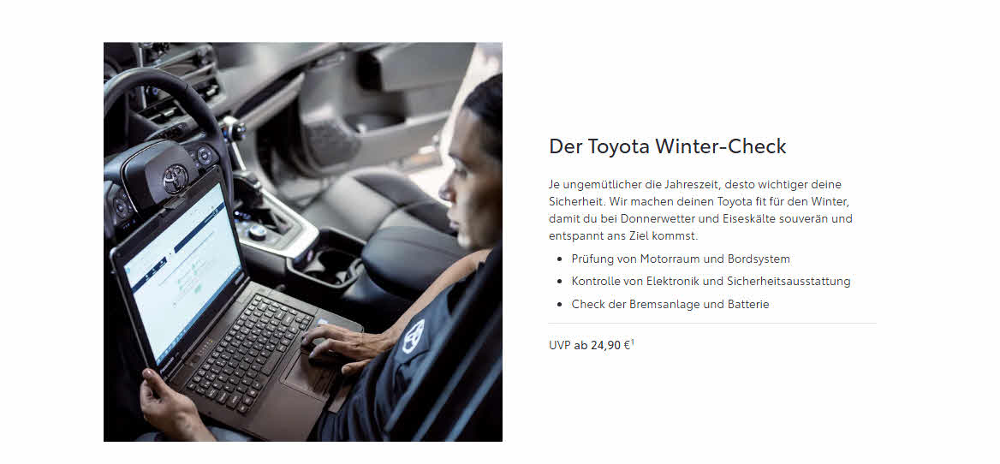 Der Toyota Winter-Check
Je ungemütlicher die Jahreszeit, desto wichtiger deine
Sicherheit. Wir machen deinen Toyota fit für den Winter,
damit du bei Donnerwetter und Eiseskälte souverän und
entspannt ans Ziel kommst.
• Prüfung von Motorraum und Bordsystem
• Kontrolle von Elektronik und Sicherheitsausstattung
• Check der Bremsanlage und Batterie
UVP ab 24,90 €¹